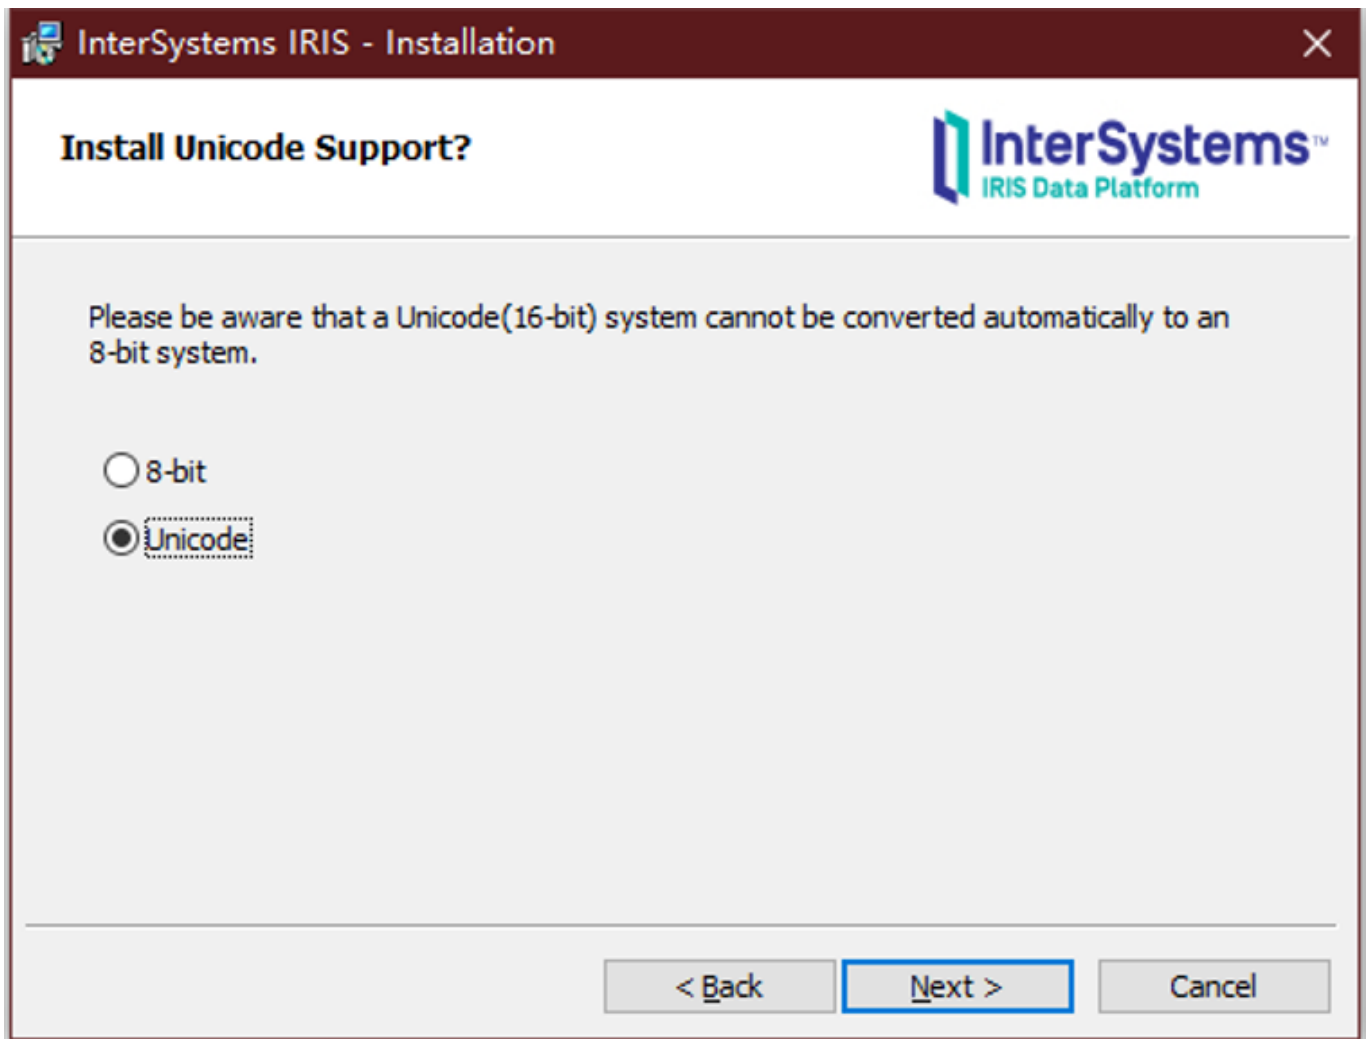 InterSystems IRIS - Installation
Install Unicode Support?
InterSystems™
IRIS Data Platform
Please be aware that a Unicode(16-bit) system cannot be converted automatically to an
8-bit system.
8-bit
Unicode
< Back
Next >
Cancel